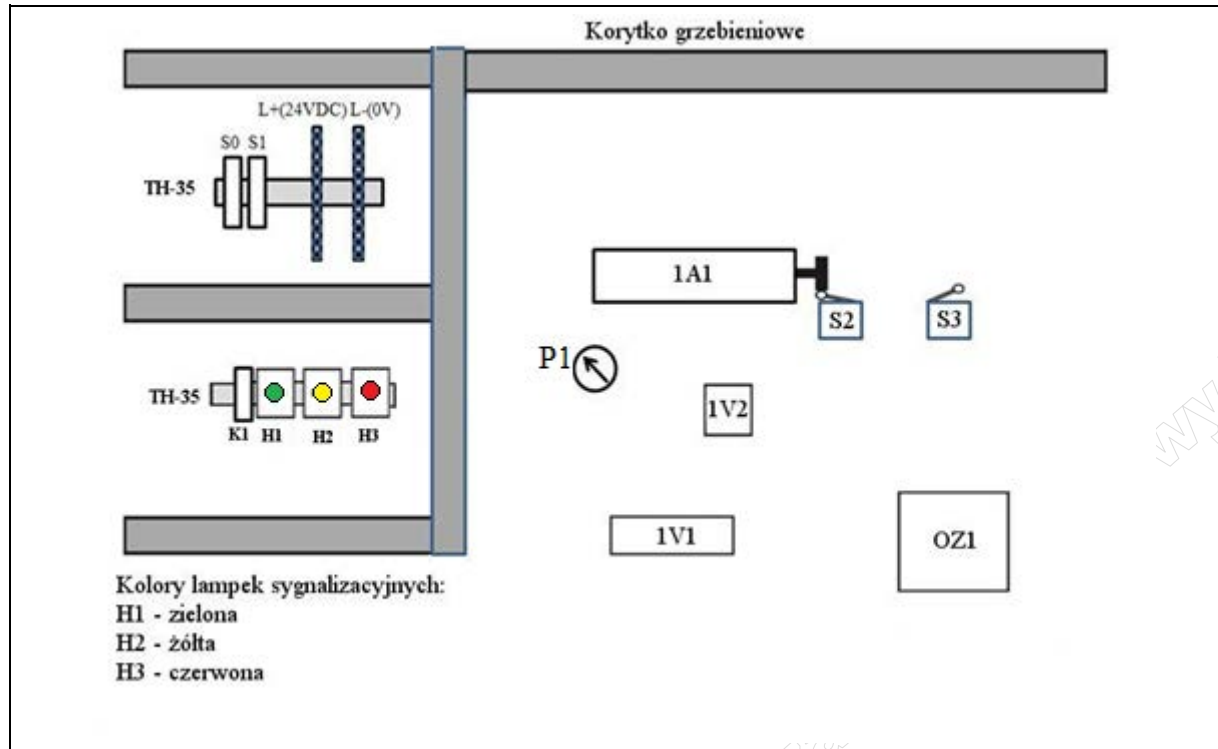 Korytko grzebieniowe
L+(24VDC) L-(0V)
S0 S1
TH-35
1A1
S2
S3
P1
TH-35
K1 H1 H2 H3
1V2
1V1
OZ1
Kolory lampek sygnalizacyjnych:
H1 - zielona
H2 - żółta
H3 - czerwona